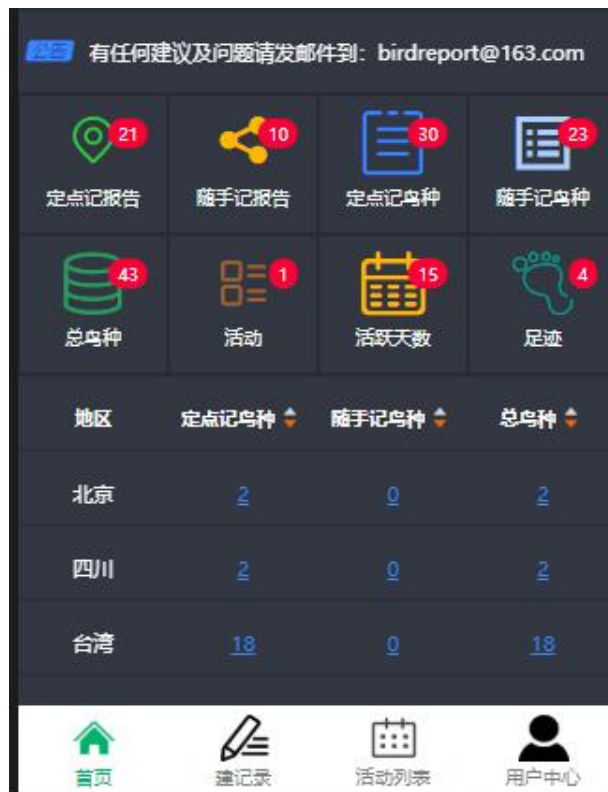 公告 有任何建议及问题请发邮件到：birdreport@163.com
21 10 30 23
定点记报告 随手记报告 定点记鸟种 随手记鸟种
43 1 15 4
总鸟种 活动 活跃天数 足迹
地区 定点记鸟种 随手记鸟种 总鸟种
北京 2 0 2
四川 2 0 2
台湾 18 0 18
首页 建记录 活动列表 用户中心